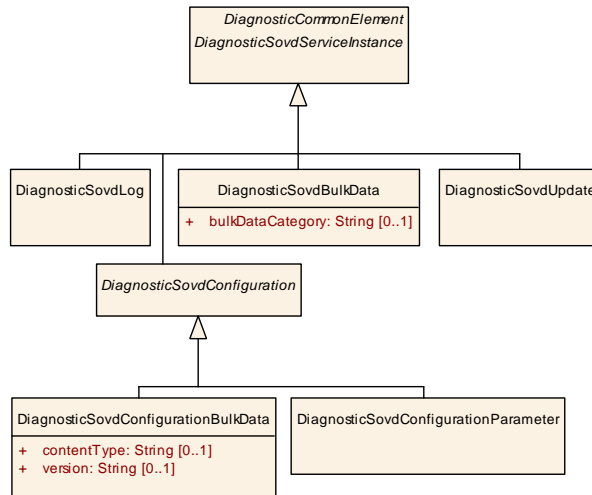 DiagnosticCommonElement
DiagnosticSovdServiceInstance
DiagnosticSovdLog
DiagnosticSovdBulkData
+ bulkDataCategory: String [0..1]
DiagnosticSovdUpdate
DiagnosticSovdConfiguration
DiagnosticSovdConfigurationBulkData
+ contentType: String [0..1]
+ version: String [0..1]
DiagnosticSovdConfigurationParameter